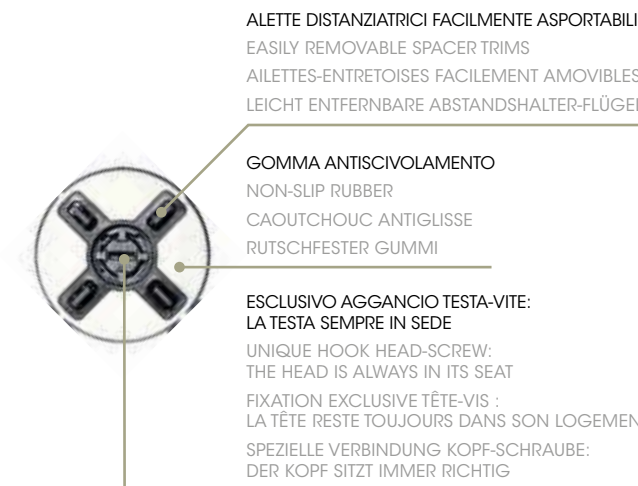 ALETTE DISTANZIATRICI FACILMENTE ASPORTABILI
EASILY REMOVABLE SPACER TRIMS
AILETTES-ENTRETOISES FACILEMENT AMOVIBLES
LEICHT ENTFERNBARE ABSTANDSHALTER-FLÜGE
GOMMA ANTISCIVOLAMENTO
NON-SLIP RUBBER
CAOUTCHOUC ANTIGLISSE
RUTSCHFESTER GUMMI
ESCLUSIVO AGGANCIO TESTA-VITE:
LA TESTA SEMPRE IN SEDE
UNIQUE HOOK HEAD-SCREW:
THE HEAD IS ALWAYS IN ITS SEAT
FIXATION EXCLUSIVE TÊTE-VIS :
LA TÊTE RESTE TOUJOURS DANS SON LOGEMEN
SPEZIELLE VERBINDUNG KOPF-SCHRAUBE:
DER KOPF SITZT IMMER RICHTIG